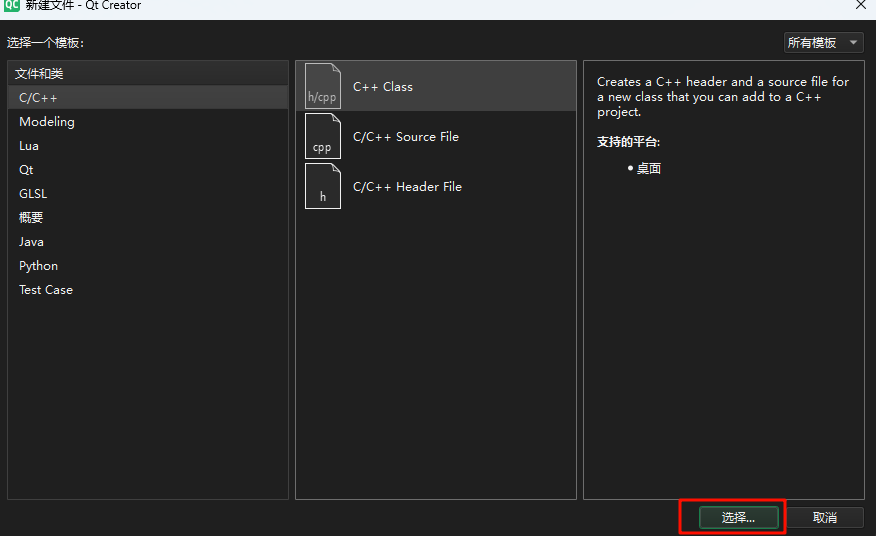 QC 新建文件 - Qt Creator
选择一个模板:
所有模板
文件和类
C/C++
Modeling
Lua
Qt
GLSL
概要
Java
Python
Test Case
h/cpp
C++ Class
cpp
C/C++ Source File
h
C/C++ Header File
Creates a C++ header and a source file for
a new class that you can add to a C++
project.
支持的平台:
• 桌面
选择...
取消